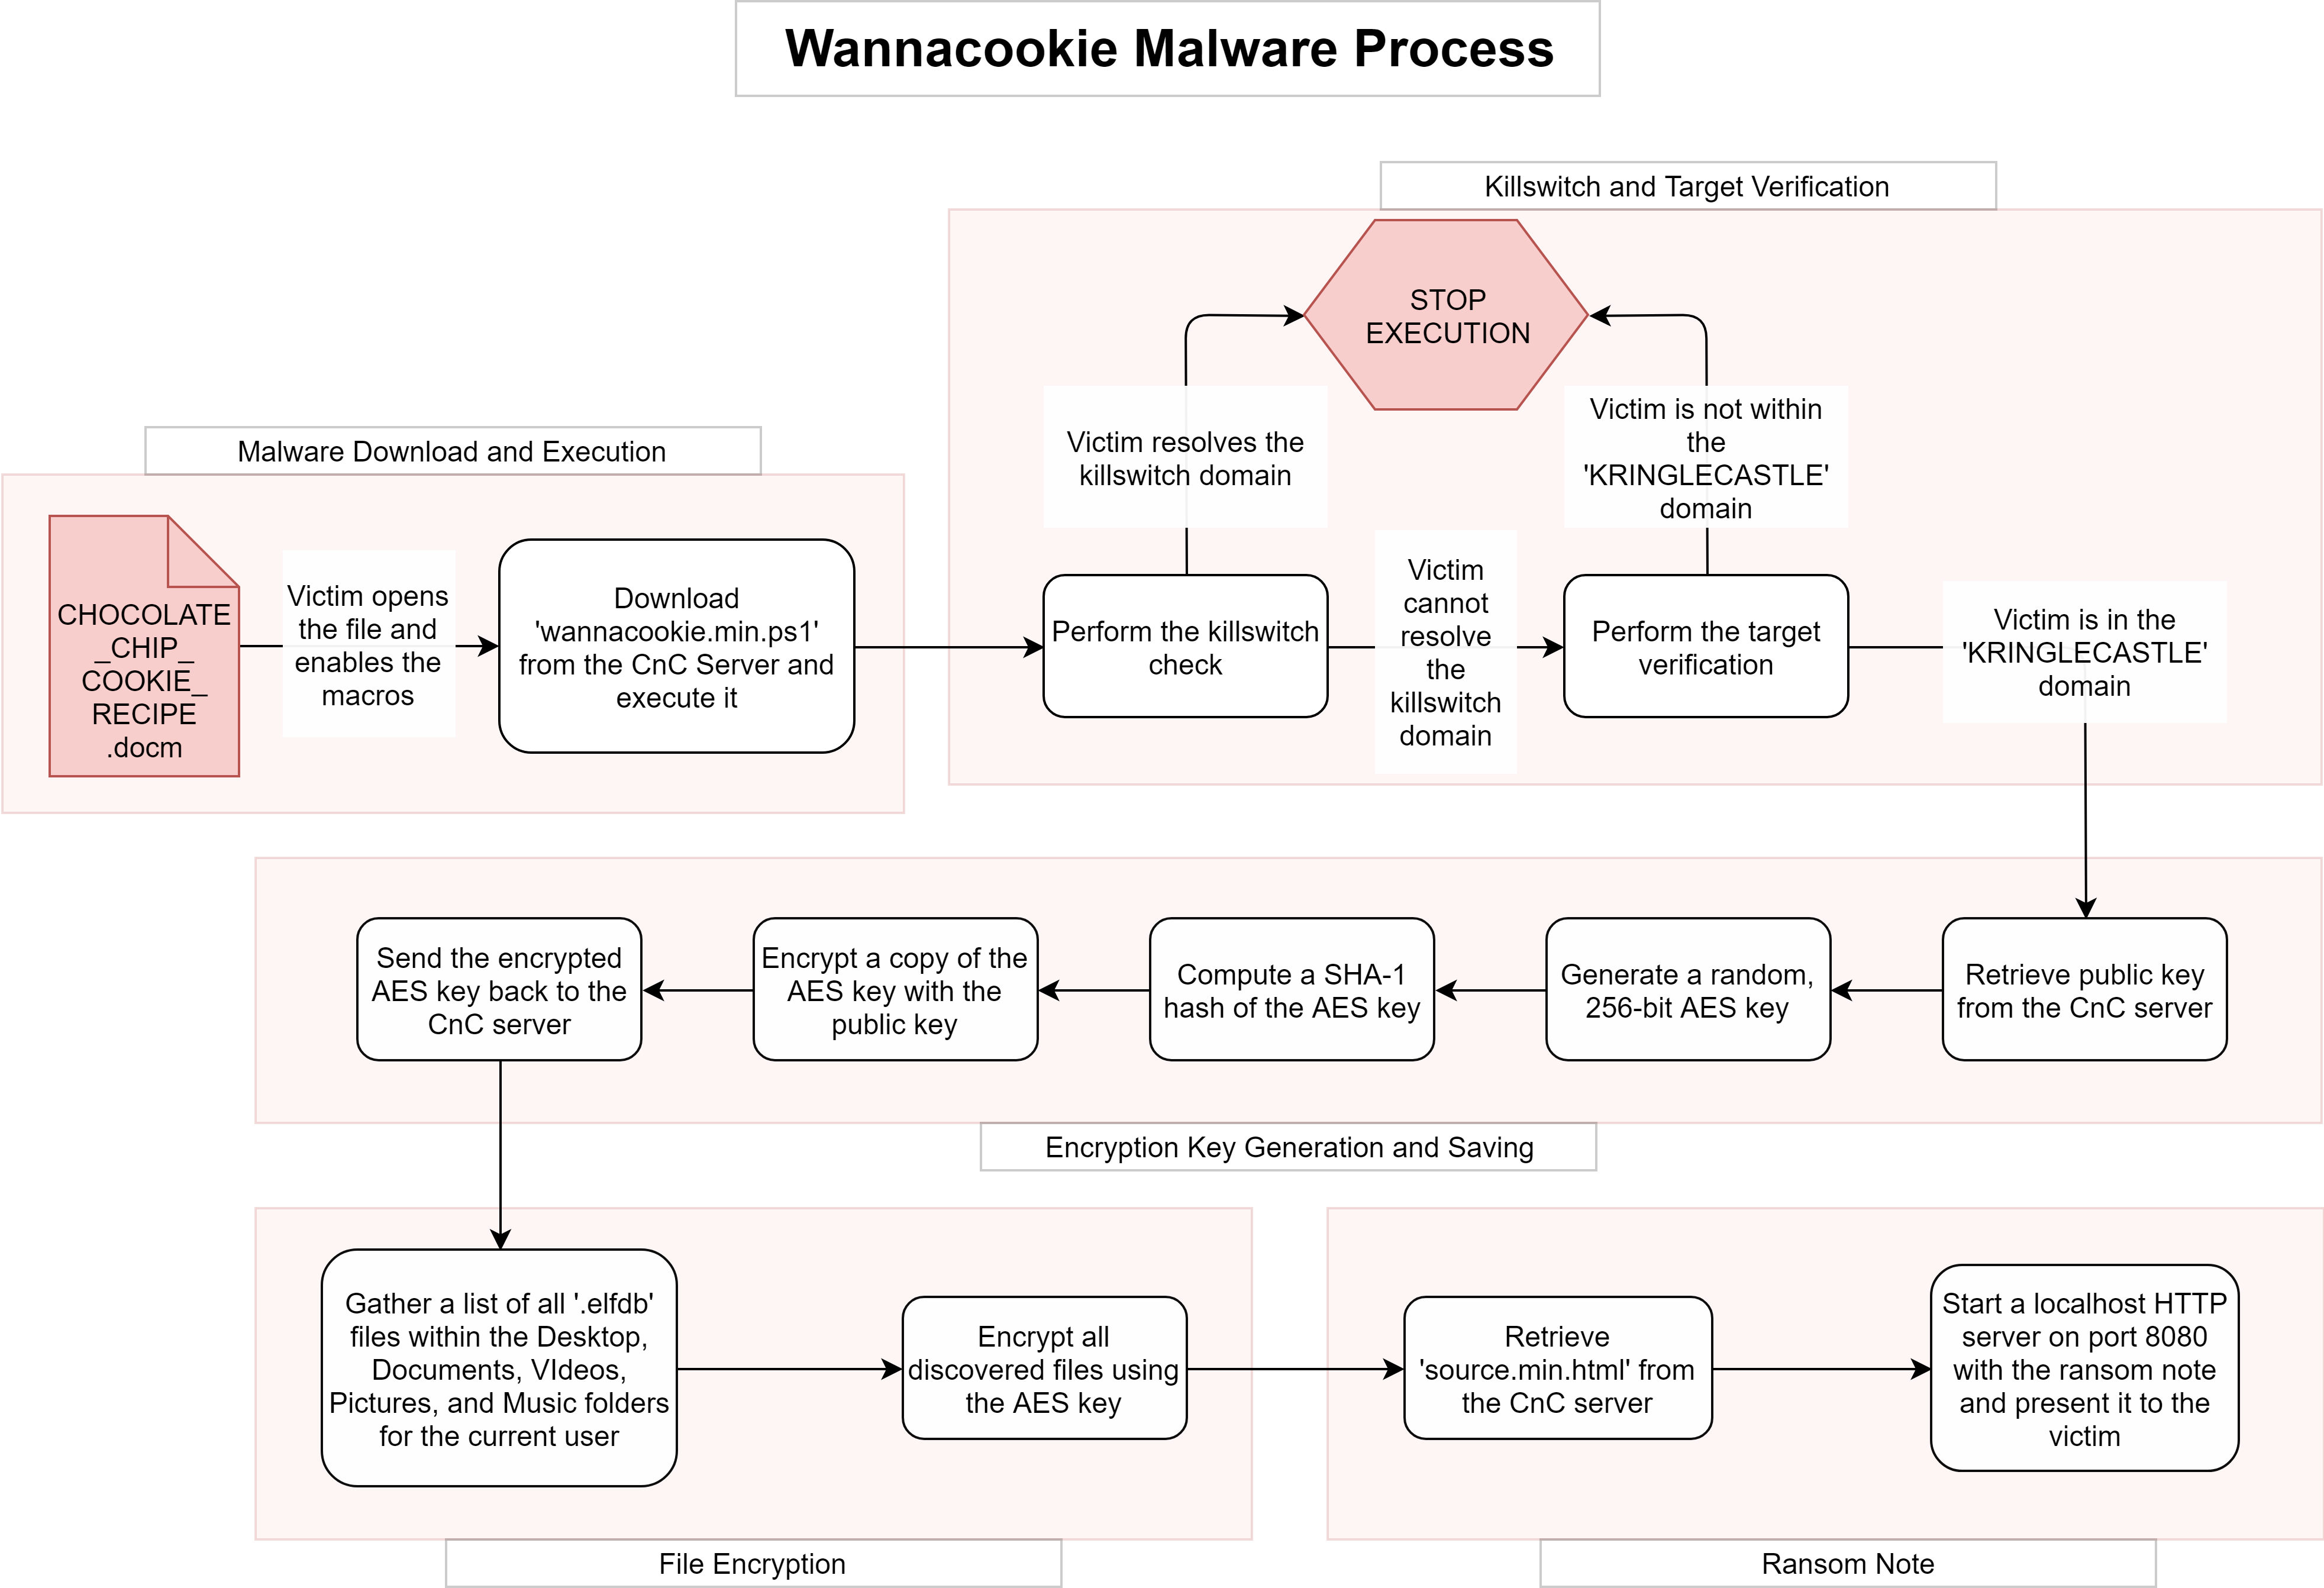 Wannacookie Malware Process
Killswitch and Target Verification
STOP
EXECUTION
Victim resolves the
killswitch domain
Victim is not within
the
'KRINGLECASTLE'
domain
Malware Download and Execution
CHOCOLATE
_CHIP_
COOKIE_
RECIPE
.docm
Victim opens
the file and
enables the
macros
Download
'wannacookie.min.ps1'
from the CnC Server and
execute it
Perform the killswitch
check
Victim
cannot
resolve
the
killswitch
domain
Perform the target
verification
Victim is in the
'KRINGLECASTLE'
domain
Retrieve public key
from the CnC server
Generate a random,
256-bit AES key
Compute a SHA-1
hash of the AES key
Encrypt a copy of the
AES key with the
public key
Send the encrypted
AES key back to the
CnC server
Encryption Key Generation and Saving
Gather a list of all '.elfdb'
files within the Desktop,
Documents, VIdeos,
Pictures, and Music folders
for the current user
Encrypt all
discovered files using
the AES key
File Encryption
Retrieve
'source.min.html' from
the CnC server
Start a localhost HTTP
server on port 8080
with the ransom note
and present it to the
victim
Ransom Note